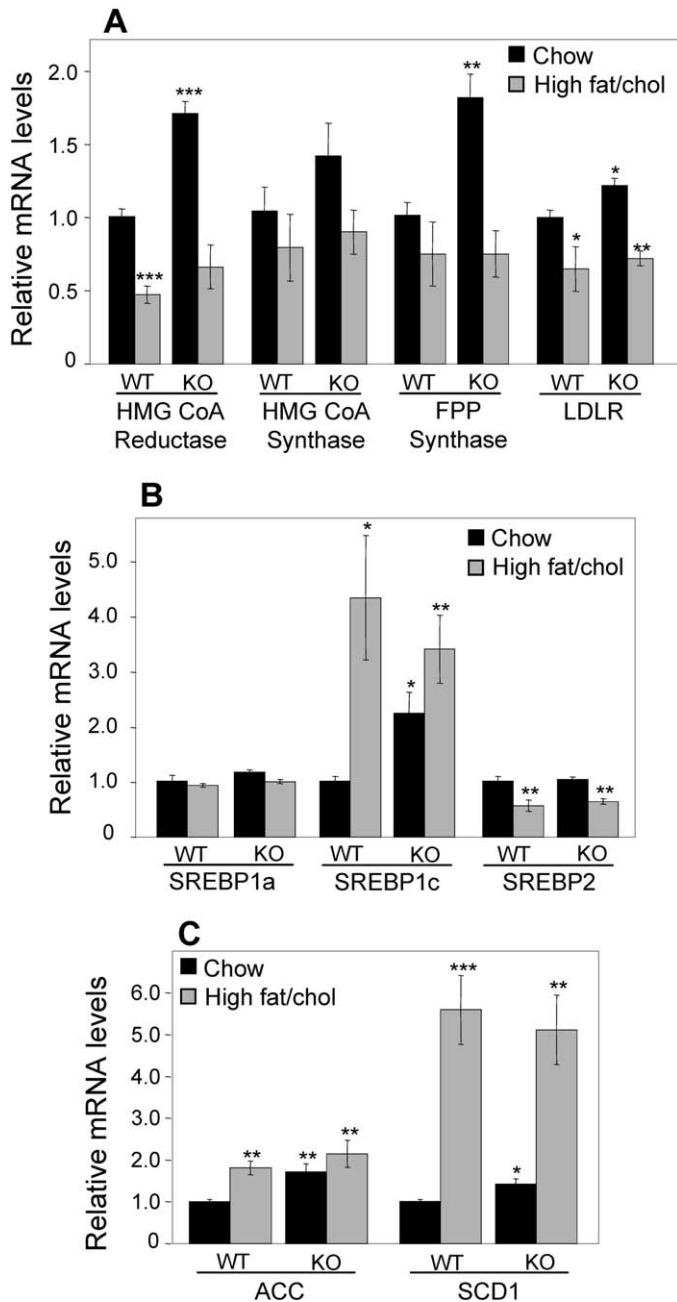 A
Relative mRNA levels
2.0
1.5
1.0
0.5
0
Chow
High fat/chol
***
***
**
*
*
**
WT KO WT KO WT KO WT KO
HMG CoA Reductase
HMG CoA Synthase
FPP Synthase
LDLR
B
Relative mRNA levels
5.0
4.0
3.0
2.0
1.0
0
Chow
High fat/chol
*
*
**
**
**
WT KO WT KO WT KO
SREBP1a SREBP1c SREBP2
C
Relative mRNA levels
6.0
5.0
4.0
3.0
2.0
1.0
0
Chow
High fat/chol
**
**
**
***
*
**
WT KO WT KO
ACC SCD1